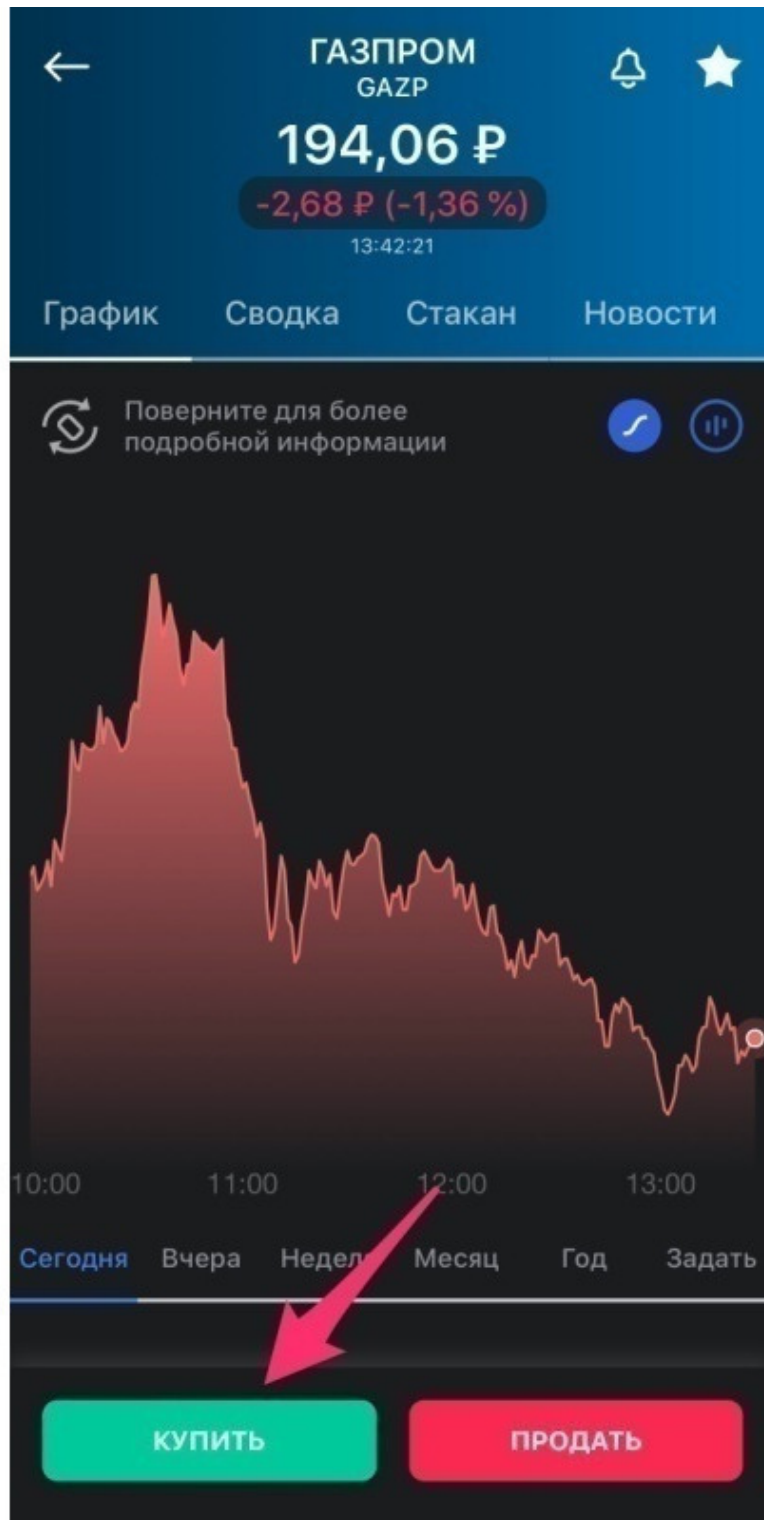 ГАЗПРОМ
GAZP
194,06 ₽
-2,68 ₽ (-1,36 %)
13:42:21
График Сводка Стакан Новости
Поверните для более
подробной информации
10:00 11:00 12:00 13:00
Сегодня Вчера Недел Месяц Год Задать
КУПИТЬ ПРОДАТЬ